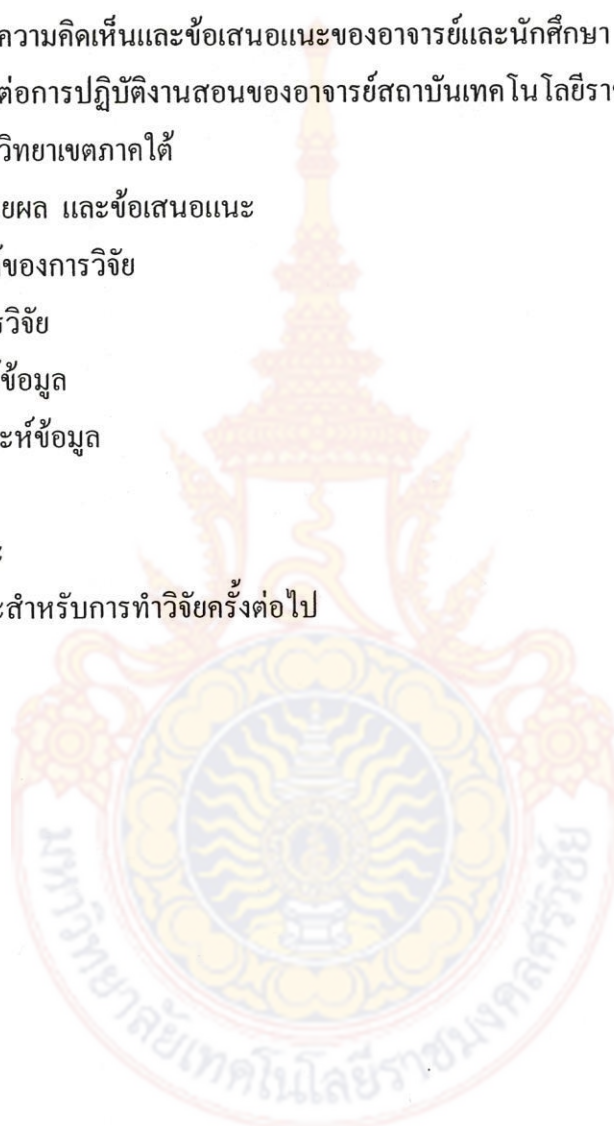 ความคิดเห็นและข้อเสนอแนะของอาจารย์และนักศึกษา
ต่อการปฏิบัติงานสอนของอาจารย์สถาบันเทคโนโลยีรา
วิทยาเขตภาคใต้
ยผล และข้อเสนอแนะ
ของการวิจัย
วิจัย
ข้อมูล
ะห์ข้อมูล
ะสำหรับการทำวิจัยครั้งต่อไป
มหาวิทยาลัยเทคโนโลยีราชมงคลศรีวิชัย